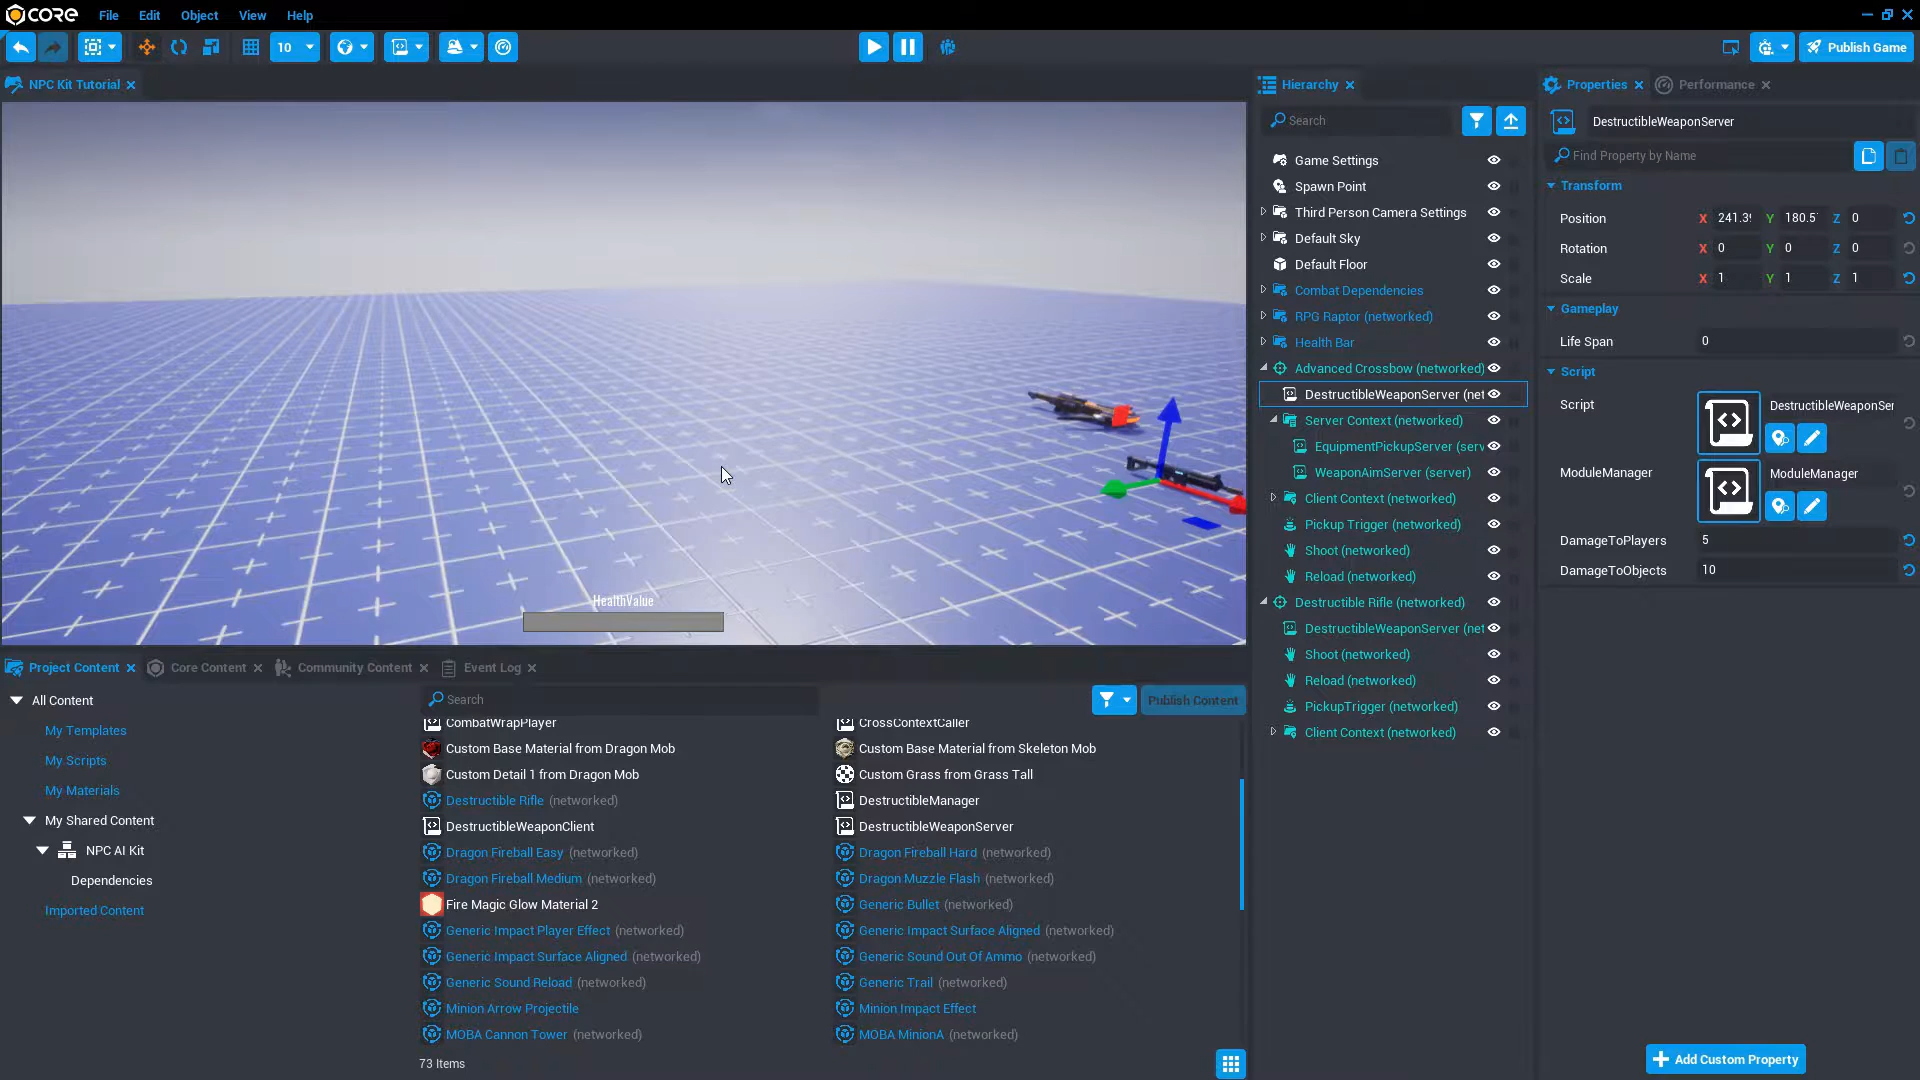 CORE File Edit Object View Help
10 Publish Game
NPC Kit Tutorial
HealthValue
Hierarchy
Search
Game Settings
Spawn Point
Third Person Camera Settings
Default Sky
Default Floor
Combat Dependencies
RPG Raptor (networked)
Health Bar
Advanced Crossbow (networked)
DestructibleWeaponServer (net
Server Context (networked)
EquipmentPickupServer (serv
WeaponAimServer (server)
Client Context (networked)
Pickup Trigger (networked)
Shoot (networked)
Reload (networked)
Destructible Rifle (networked)
DestructibleWeaponServer (net
Shoot (networked)
Reload (networked)
PickupTrigger (networked)
Client Context (networked)
Properties Performance
DestructibleWeaponServer
Find Property by Name
Transform
Position X 241.39 Y 180.5 Z 0
Rotation X 0 Y 0 Z 0
Scale X 1 Y 1 Z 1
Gameplay
Life Span 0
Script
Script DestructibleWeaponSer
ModuleManager ModuleManager
DamageToPlayers 5
DamageToObjects 10
Add Custom Property
Project Content Core Content Community Content Event Log
All Content
My Templates
My Scripts
My Materials
My Shared Content
NPC AI Kit
Dependencies
Imported Content
Search Publish Content
CombatWrapPlayer CrossContextCaller
Custom Base Material from Dragon Mob Custom Base Material from Skeleton Mob
Custom Detail 1 from Dragon Mob Custom Grass from Grass Tall
Destructible Rifle (networked) DestructibleManager
DestructibleWeaponClient DestructibleWeaponServer
Dragon Fireball Easy (networked) Dragon Fireball Hard (networked)
Dragon Fireball Medium (networked) Dragon Muzzle Flash (networked)
Fire Magic Glow Material 2 Generic Bullet (networked)
Generic Impact Player Effect (networked) Generic Impact Surface Aligned (networked)
Generic Impact Surface Aligned (networked) Generic Sound Out Of Ammo (networked)
Generic Sound Reload (networked) Generic Trail (networked)
Minion Arrow Projectile Minion Impact Effect
MOBA Cannon Tower (networked) MOBA MinionA (networked)
73 Items